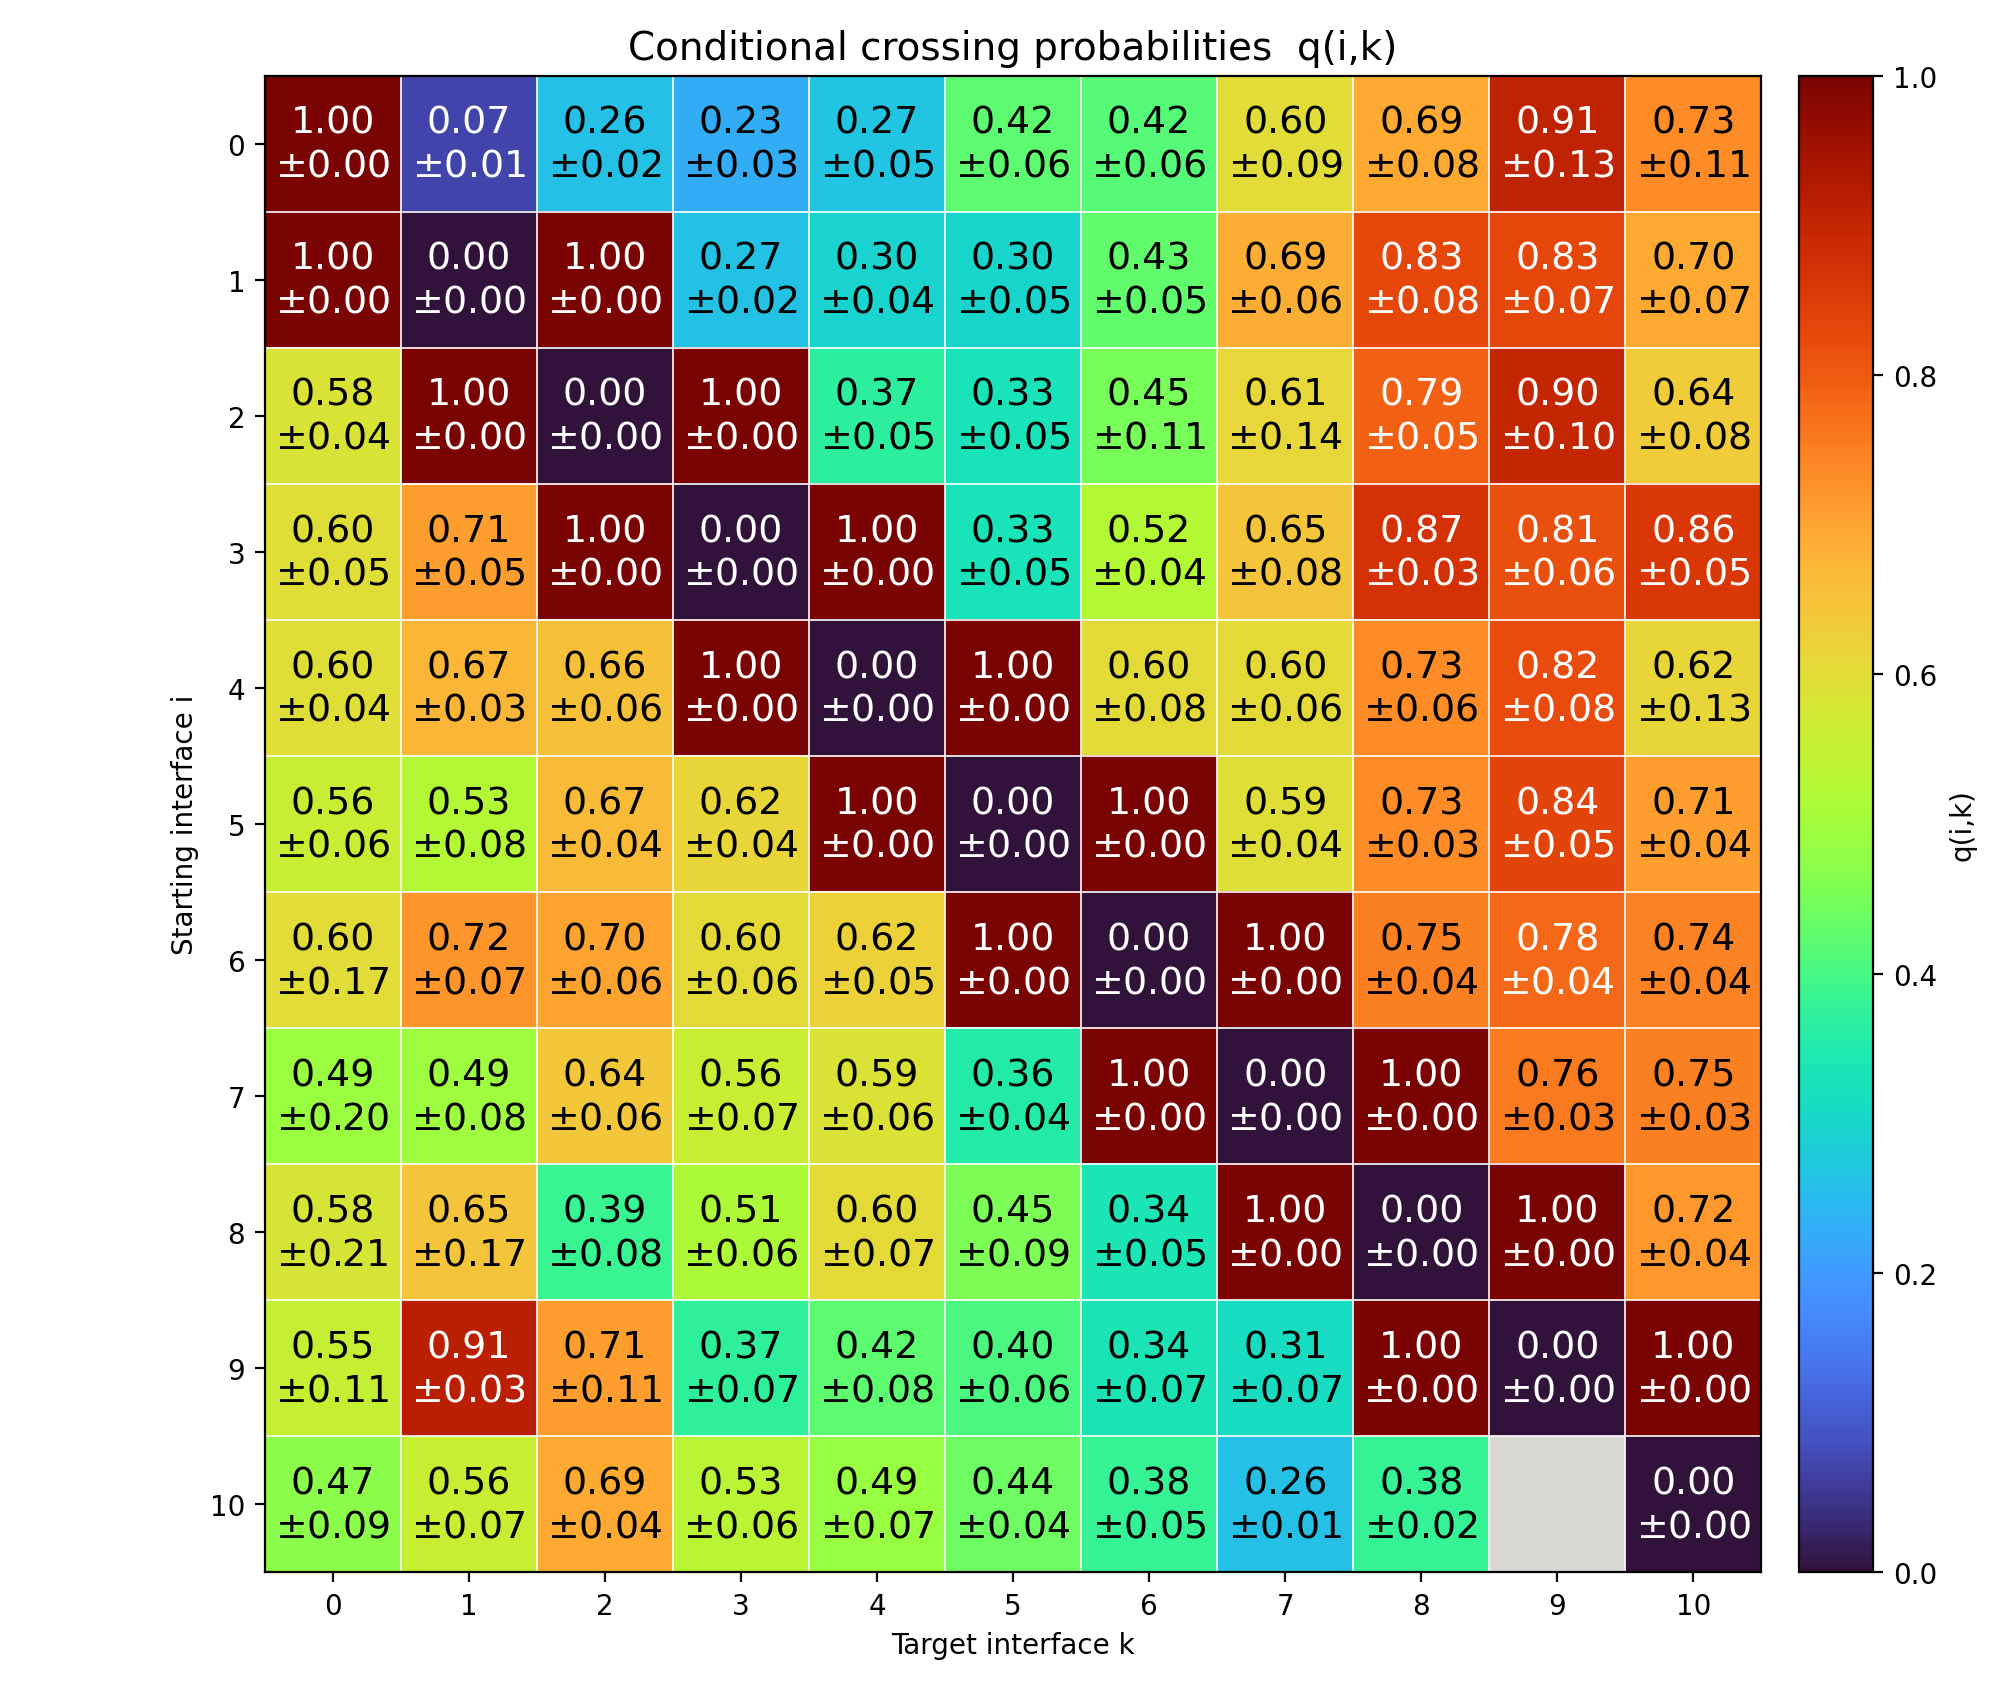 Conditional crossing probabilities q(i,k)
1.00 0.07 0.26 0.23 0.27 0.42 0.42 0.60 0.69 0.91 0.73
0 ±0.00 ±0.01 ±0.02 ±0.03 ±0.05 ±0.06 ±0.06 ±0.09 ±0.08 ±0.13 ±0.11
1.00 0.00 1.00 0.27 0.30 0.30 0.43 0.69 0.83 0.83 0.70
1 ±0.00 ±0.00 ±0.00 ±0.02 ±0.04 ±0.05 ±0.05 ±0.06 ±0.08 ±0.07 ±0.07
0.58 1.00 0.00 1.00 0.37 0.33 0.45 0.61 0.79 0.90 0.64
2 ±0.04 ±0.00 ±0.00 ±0.00 ±0.05 ±0.05 ±0.11 ±0.14 ±0.05 ±0.10 ±0.08
0.60 0.71 1.00 0.00 1.00 0.33 0.52 0.65 0.87 0.81 0.86
3 ±0.05 ±0.05 ±0.00 ±0.00 ±0.00 ±0.05 ±0.04 ±0.08 ±0.03 ±0.06 ±0.05
0.60 0.67 0.66 1.00 0.00 1.00 0.60 0.60 0.73 0.82 0.62
4 ±0.04 ±0.03 ±0.06 ±0.00 ±0.00 ±0.00 ±0.08 ±0.06 ±0.06 ±0.08 ±0.13
0.56 0.53 0.67 0.62 1.00 0.00 1.00 0.59 0.73 0.84 0.71
5 ±0.06 ±0.08 ±0.04 ±0.04 ±0.00 ±0.00 ±0.00 ±0.04 ±0.03 ±0.05 ±0.04
0.60 0.72 0.70 0.60 0.62 1.00 0.00 1.00 0.75 0.78 0.74
6 ±0.17 ±0.07 ±0.06 ±0.06 ±0.05 ±0.00 ±0.00 ±0.00 ±0.04 ±0.04 ±0.04
0.49 0.49 0.64 0.56 0.59 0.36 1.00 0.00 1.00 0.76 0.75
7 ±0.20 ±0.08 ±0.06 ±0.07 ±0.06 ±0.04 ±0.00 ±0.00 ±0.00 ±0.03 ±0.03
0.58 0.65 0.39 0.51 0.60 0.45 0.34 1.00 0.00 1.00 0.72
8 ±0.21 ±0.17 ±0.08 ±0.06 ±0.07 ±0.09 ±0.05 ±0.00 ±0.00 ±0.00 ±0.04
0.55 0.91 0.71 0.37 0.42 0.40 0.34 0.31 1.00 0.00 1.00
9 ±0.11 ±0.03 ±0.11 ±0.07 ±0.08 ±0.06 ±0.07 ±0.07 ±0.00 ±0.00 ±0.00
0.47 0.56 0.69 0.53 0.49 0.44 0.38 0.26 0.38 0.00
10 ±0.09 ±0.07 ±0.04 ±0.06 ±0.07 ±0.04 ±0.05 ±0.01 ±0.02 ±0.00
0 1 2 3 4 5 6 7 8 9 10
Target interface k
Starting interface i
1.0
0.8
0.6
0.4
0.2
0.0
q(i,k)